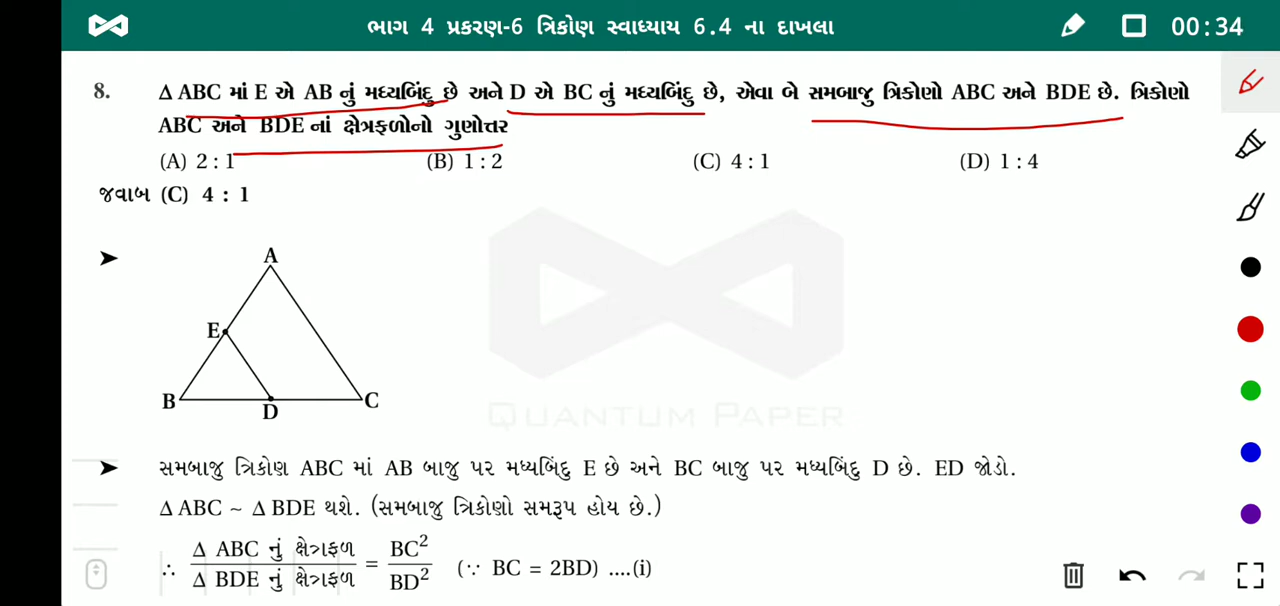 ભાગ 4 પ્રકરણ-6 ત્રિકોણ સ્વાધ્યાય 6.4 ના દાખલા
00:34
8. Δ ABC માં E એ AB નું મધ્યબિંદુ છે અને D એ BC નું મધ્યબિંદુ છે, એવા બે સમબાજુ ત્રિકોણો ABC અને BDE છે. ત્રિકોણો
ABC અને BDE નાં ક્ષેત્રફળોનો ગુણોત્તર
(A) 2 : 1 (B) 1 : 2 (C) 4 : 1 (D) 1 : 4
જવાબ (C) 4 : 1
A
E
B
D
C
QUANTUM PAPER
➤ સમબાજુ ત્રિકોણ ABC માં AB બાજુ પર મધ્યબિંદુ E છે અને BC બાજુ પર મધ્યબિંદુ D છે. ED જોડો.
Δ ABC ~ Δ BDE થશે. (સમબાજુ ત્રિકોણો સમરૂપ હોય છે.)
∴ Δ ABC નું ક્ષેત્રાફળ / Δ BDE નું ક્ષેત્રાફળ = BC² / BD² (∵ BC = 2BD) ....(i)